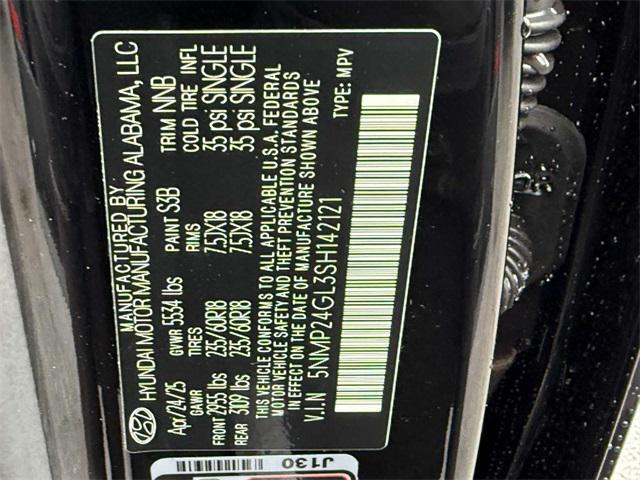 MANUFACTURED BY
HYUNDAI MOTOR MANUFACTURING ALABAMA, LLC
Apr/24/25 GVWR 5534 lbs PAINT S3B TRIM NNB
GAWR TIRES RIMS COLD TIRE INFL
FRONT 2955 lbs 235/60R18 7.5JX18 35 psi SINGLE
REAR 3109 lbs 235/60R18 7.5JX18 35 psi SINGLE
THIS VEHICLE CONFORMS TO ALL APPLICABLE U.S.A. FEDERAL
MOTOR VEHICLE SAFETY AND THEFT PREVENTION STANDARDS
IN EFFECT ON THE DATE OF MANUFACTURE SHOWN ABOVE
V.I.N 5NMP24GL3SH142121 TYPE: MPV
J130